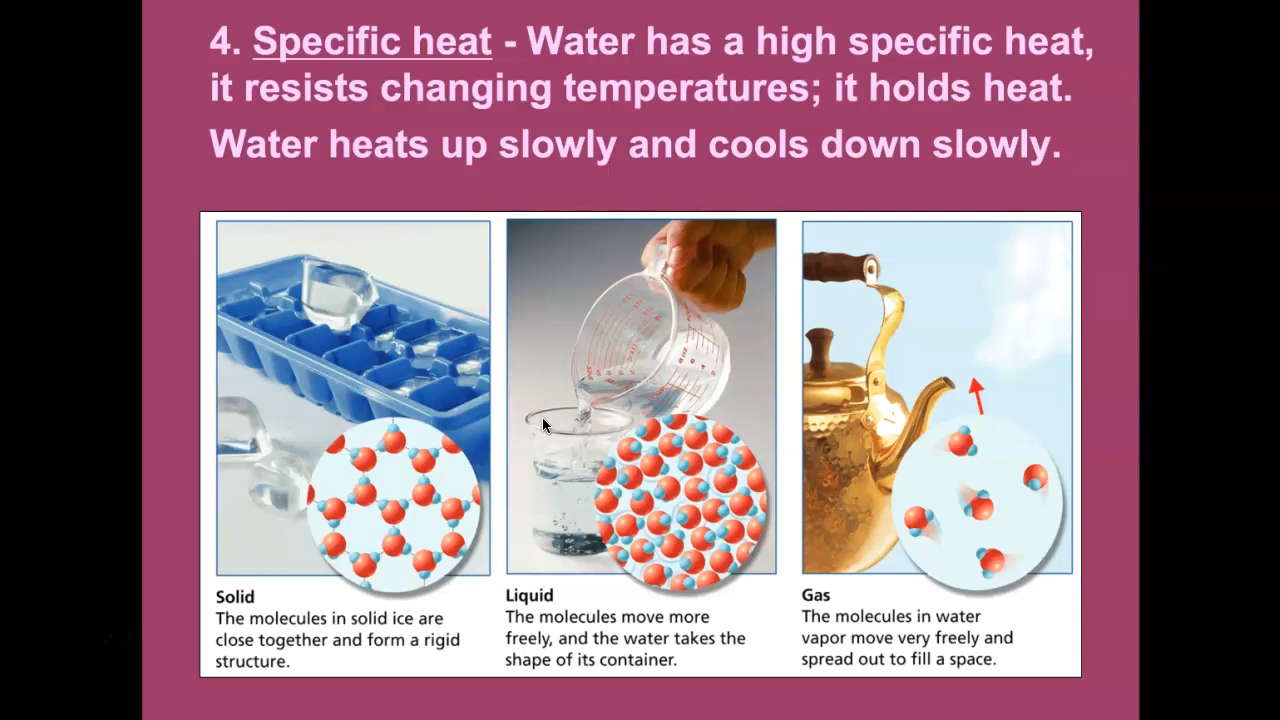 4. Specific heat - Water has a high specific heat,
it resists changing temperatures; it holds heat.
Water heats up slowly and cools down slowly.
Solid
The molecules in solid ice are
close together and form a rigid
structure.
Liquid
The molecules move more
freely, and the water takes the
shape of its container.
Gas
The molecules in water
vapor move very freely and
spread out to fill a space.